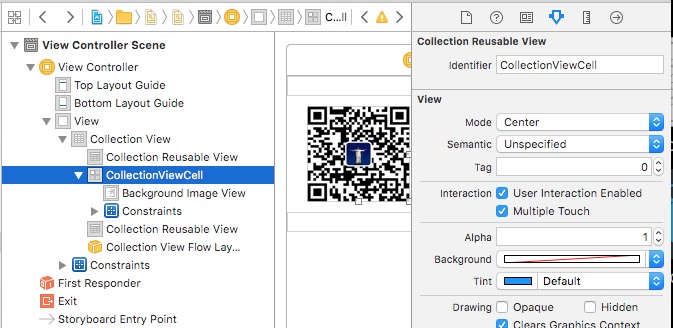 C...ll
View Controller Scene
View Controller
Top Layout Guide
Bottom Layout Guide
View
Collection View
Collection Reusable View
CollectionViewCell
Background Image View
Constraints
Collection Reusable View
Collection View Flow Lay...
Constraints
First Responder
Exit
Storyboard Entry Point
Collection Reusable View
Identifier CollectionViewCell
View
Mode Center
Semantic Unspecified
Tag 0
Interaction User Interaction Enabled
Multiple Touch
Alpha 1
Background
Tint Default
Drawing Opaque Hidden
Clears Graphics Context